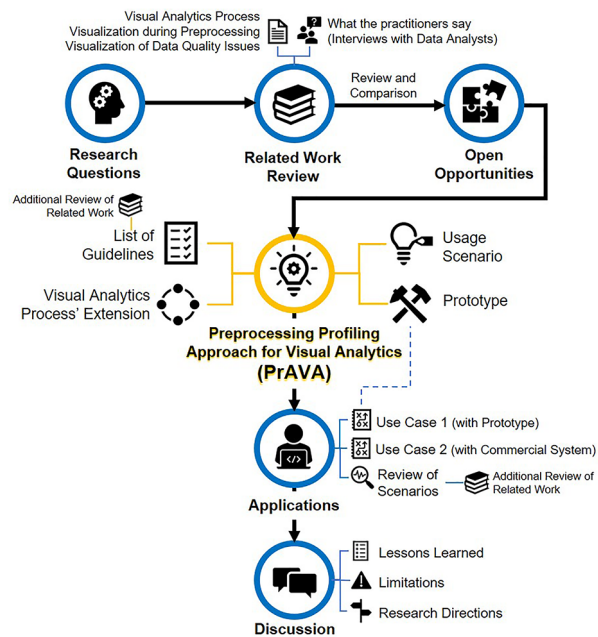 Visual Analytics Process
Visualization during Preprocessing
Visualization of Data Quality Issues
What the practitioners say
(Interviews with Data Analysts)
Review and
Comparison
Research
Questions
Related Work
Review
Open
Opportunities
Additional Review of
Related Work
List of
Guidelines
Visual Analytics
Process’ Extension
Usage
Scenario
Prototype
Preprocessing Profiling
Approach for Visual Analytics
(PrAVA)
Use Case 1 (with Prototype)
Use Case 2 (with Commercial System)
Review of
Scenarios
Additional Review of
Related Work
Applications
Lessons Learned
Limitations
Research Directions
Discussion